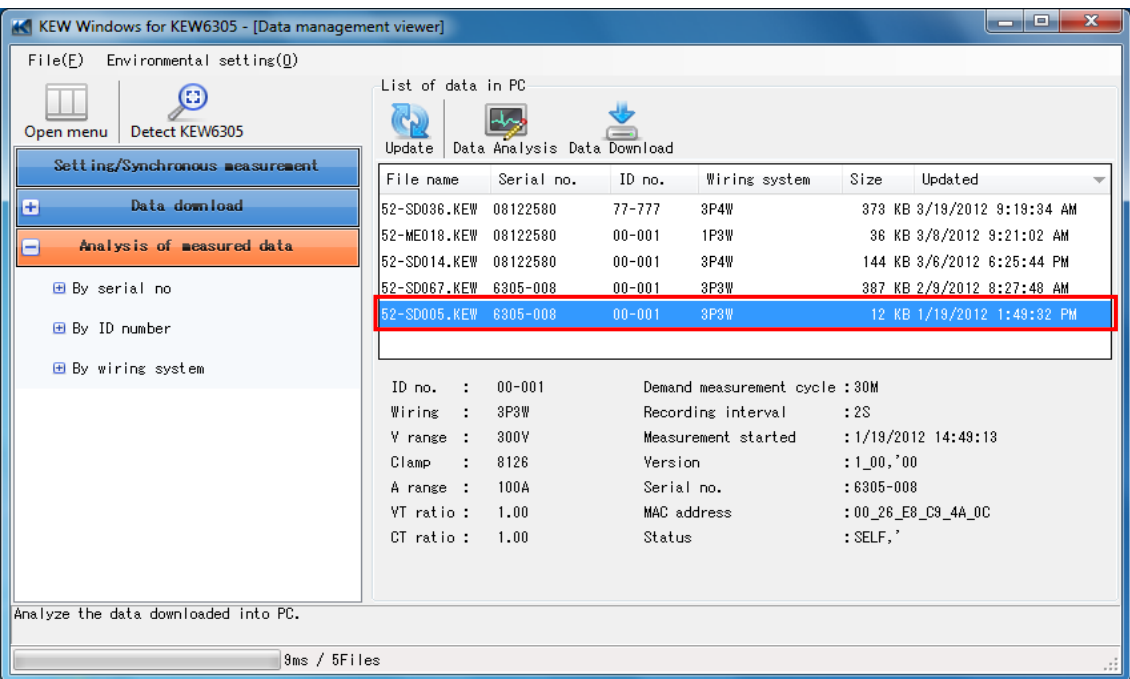 KEW Windows for KEW6305 - [Data management viewer]
File(F) Environmental setting(O)
Open menu Detect KEW6305
Setting/Synchronous measurement
Data download
Analysis of measured data
By serial no
By ID number
By wiring system
List of data in PC
Update Data Analysis Data Download
File name Serial no. ID no. Wiring system Size Updated
52-SD036.KEW 08122580 77-777 3P4W 373 KB 3/19/2012 9:19:34 AM
52-ME018.KEW 08122580 00-001 1P3W 36 KB 3/8/2012 9:21:02 AM
52-SD014.KEW 08122580 00-001 3P4W 144 KB 3/6/2012 6:25:44 PM
52-SD067.KEW 6305-008 00-001 3P3W 387 KB 2/9/2012 8:27:48 AM
52-SD005.KEW 6305-008 00-001 3P3W 12 KB 1/19/2012 1:49:32 PM
ID no. : 00-001 Demand measurement cycle : 30M
Wiring : 3P3W Recording interval : 2S
V range : 300V Measurement started : 1/19/2012 14:49:13
Clamp : 8126 Version : 1_00,'00
A range : 100A Serial no. : 6305-008
VT ratio : 1.00 MAC address : 00_26_E8_C9_4A_0C
CT ratio : 1.00 Status : SELF,'
Analyze the data downloaded into PC.
9ms / 5Files